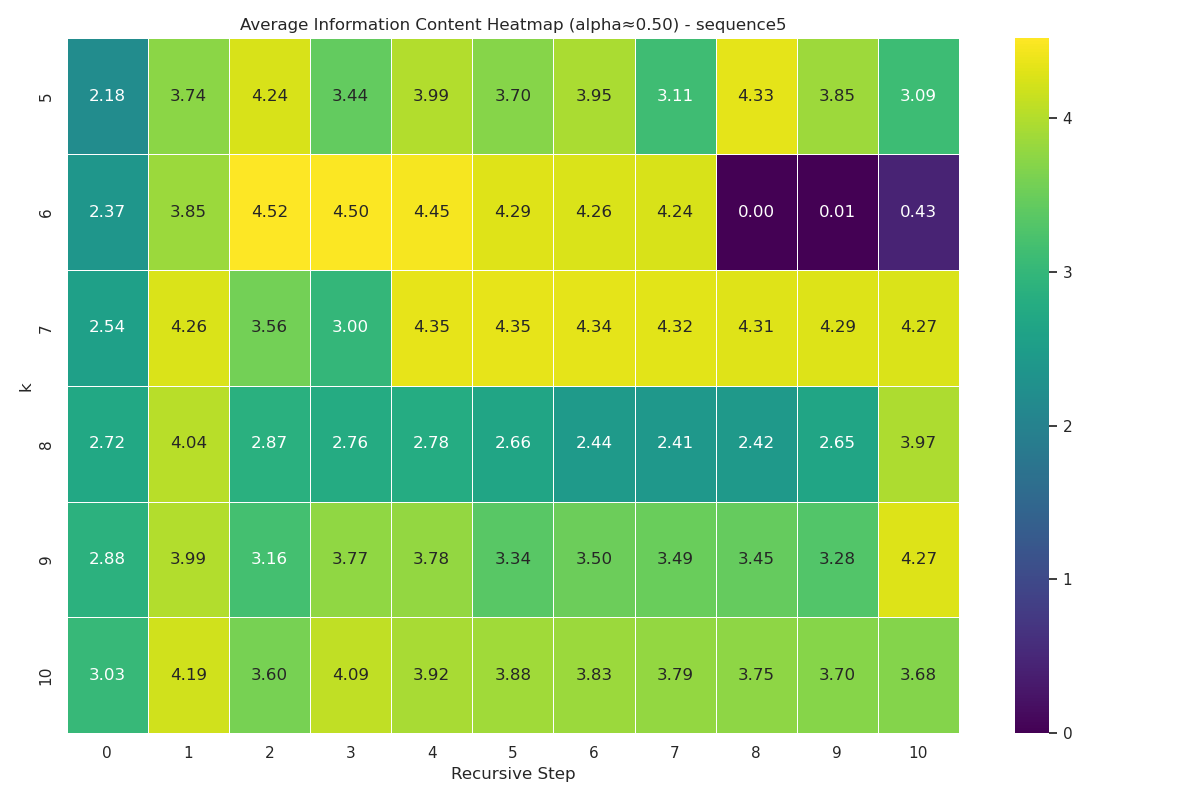 Average Information Content Heatmap (alpha≈0.50) - sequence5
5 2.18 3.74 4.24 3.44 3.99 3.70 3.95 3.11 4.33 3.85 3.09
6 2.37 3.85 4.52 4.50 4.45 4.29 4.26 4.24 0.00 0.01 0.43
7 2.54 4.26 3.56 3.00 4.35 4.35 4.34 4.32 4.31 4.29 4.27
k
8 2.72 4.04 2.87 2.76 2.78 2.66 2.44 2.41 2.42 2.65 3.97
9 2.88 3.99 3.16 3.77 3.78 3.34 3.50 3.49 3.45 3.28 4.27
10 3.03 4.19 3.60 4.09 3.92 3.88 3.83 3.79 3.75 3.70 3.68
0 1 2 3 4 5 6 7 8 9 10
Recursive Step
4
3
2
1
0